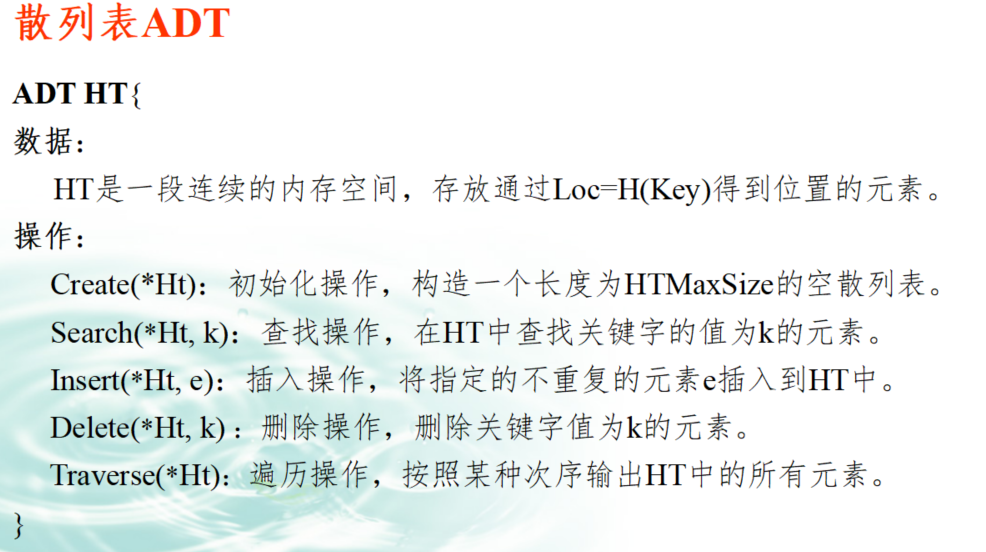 散列表ADT
ADT HT{
数据：
HT是一段连续的内存空间，存放通过Loc=H(Key)得到位置的元素。
操作：
Create(*Ht)：初始化操作，构造一个长度为HTMaxSize的空散列表。
Search(*Ht, k)：查找操作，在HT中查找关键字的值为k的元素。
Insert(*Ht, e)：插入操作，将指定的不重复的元素e插入到HT中。
Delete(*Ht, k)：删除操作，删除关键字值为k的元素。
Traverse(*Ht)：遍历操作，按照某种次序输出HT中的所有元素。
}